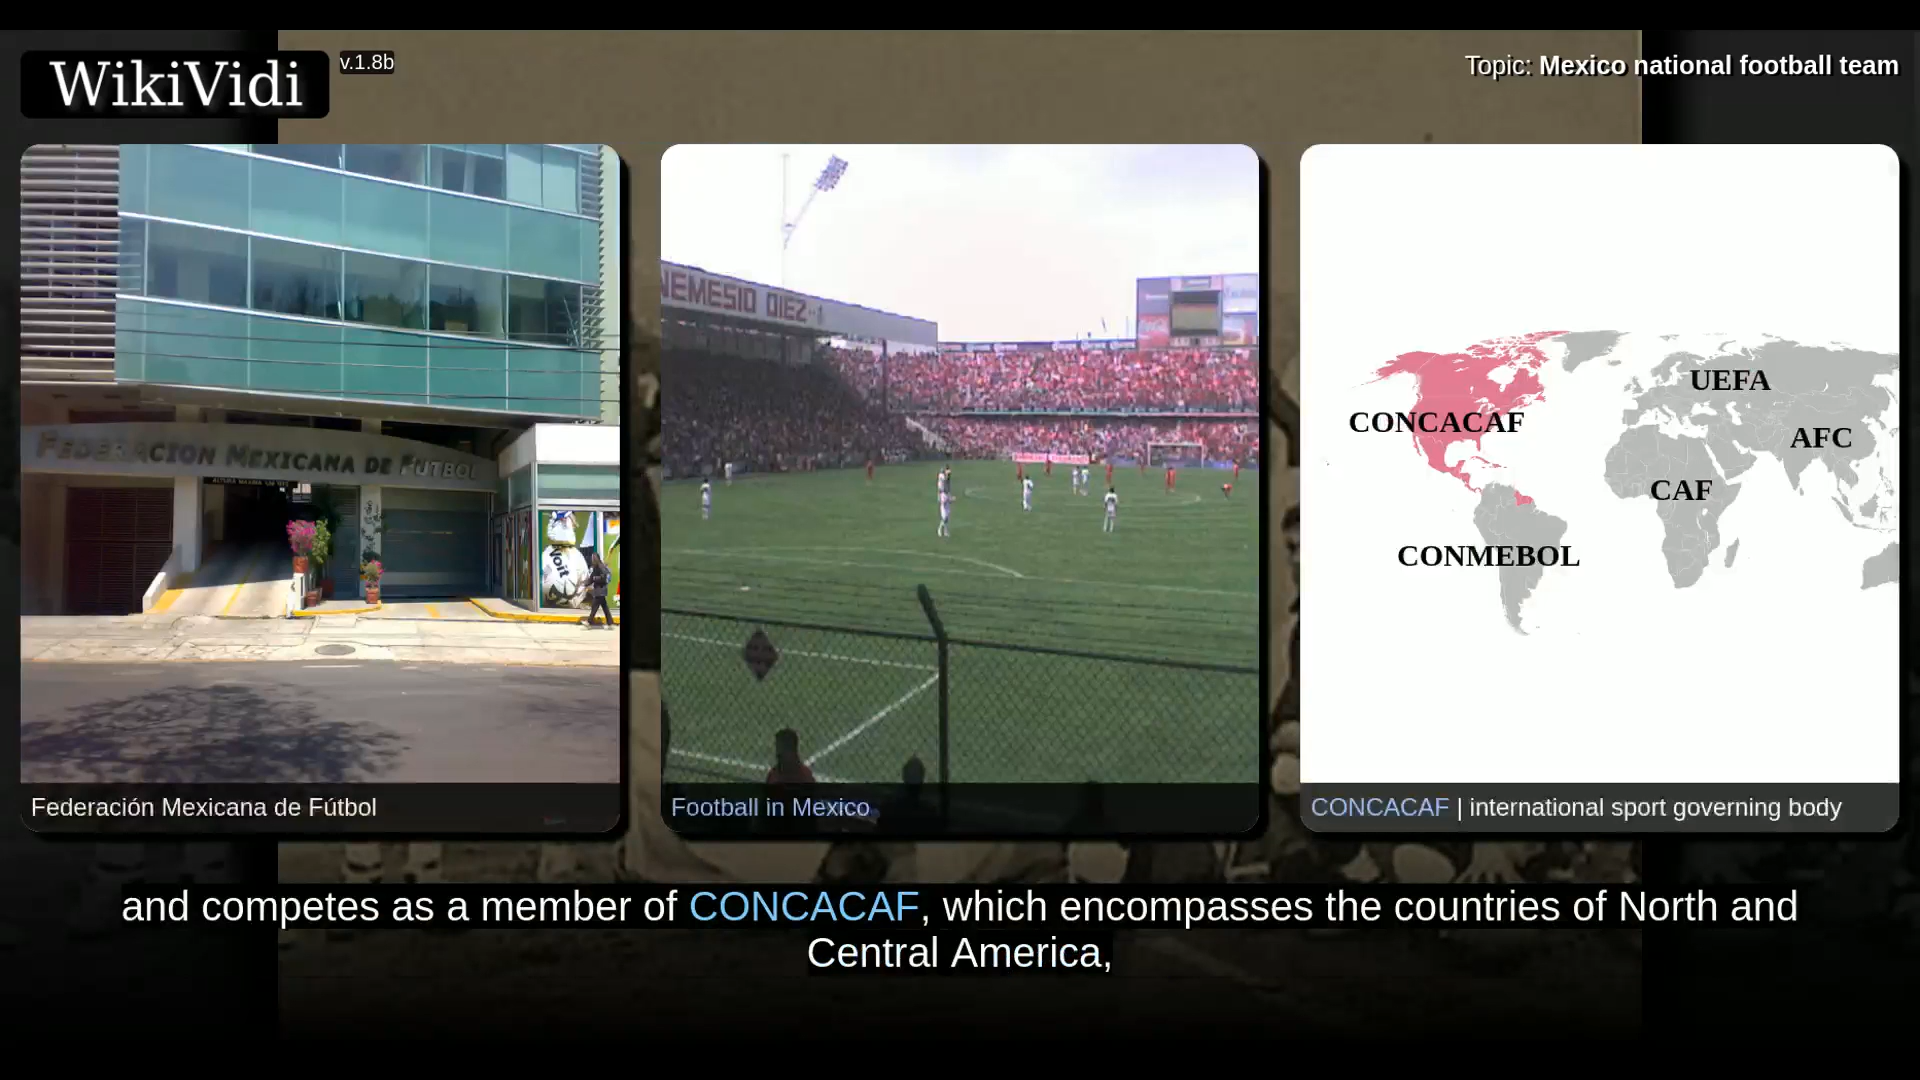 WikiVidi
v.1.8b
Topic: Mexico national football team
FEDERACION MEXICANA DE FUTBOL
Voit
NEMESIO DIEZ
CONCACAF
UEFA
AFC
CAF
CONMEBOL
Federación Mexicana de Fútbol
Football in Mexico
CONCACAF | international sport governing body
and competes as a member of CONCACAF, which encompasses the countries of North and
Central America,